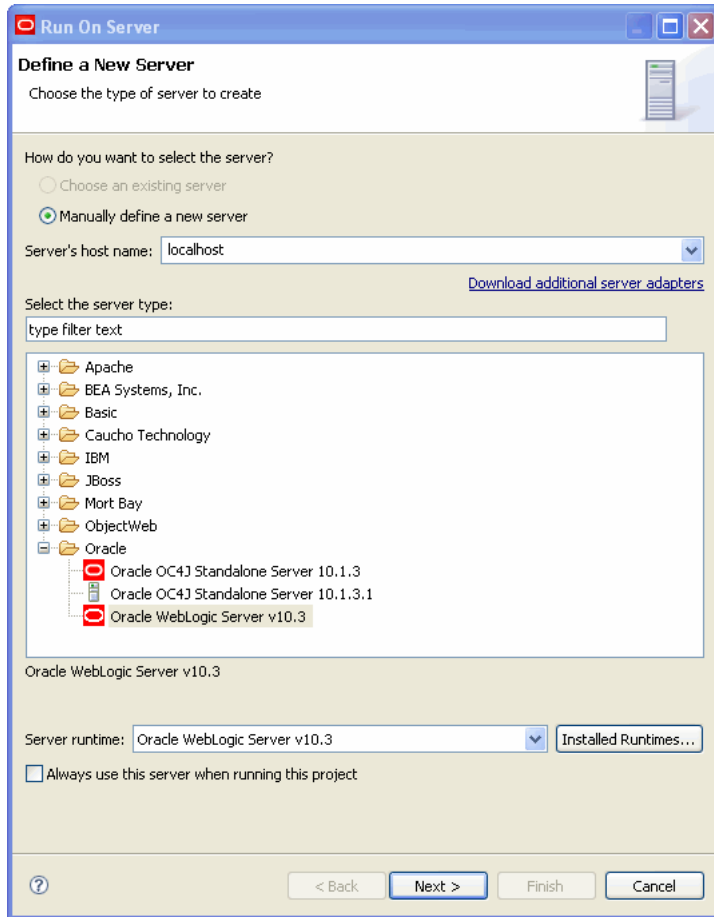 Run On Server
Define a New Server
Choose the type of server to create
How do you want to select the server?
Choose an existing server
Manually define a new server
Server's host name: localhost
Download additional server adapters
Select the server type:
type filter text
Apache
BEA Systems, Inc.
Basic
Caucho Technology
IBM
JBoss
Mort Bay
ObjectWeb
Oracle
Oracle OC4J Standalone Server 10.1.3
Oracle OC4J Standalone Server 10.1.3.1
Oracle WebLogic Server v10.3
Oracle WebLogic Server v10.3
Server runtime: Oracle WebLogic Server v10.3 Installed Runtimes...
Always use this server when running this project
? < Back Next > Finish Cancel